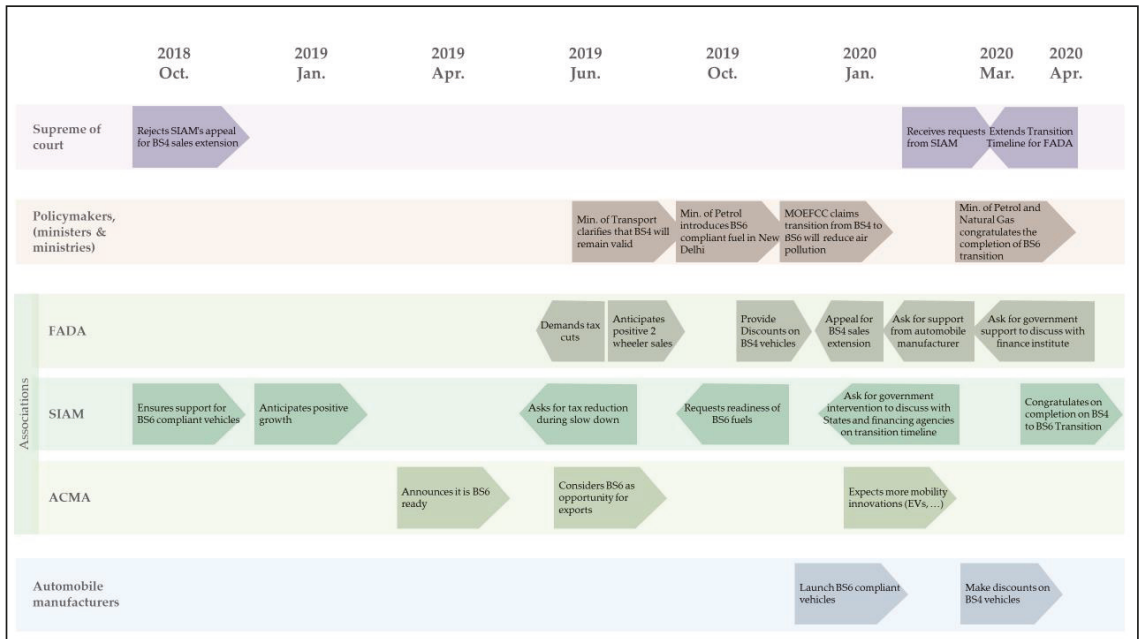 2018
Oct.
2019
Jan.
2019
Apr.
2019
Jun.
2019
Oct.
2020
Jan.
2020
Mar.
2020
Apr.
Supreme of
court
Rejects SIAM's appeal
for BS4 sales extension
Receives requests
from SIAM
Extends Transition
Timeline for FADA
Policymakers,
(ministers &
ministries)
Min. of Transport
clarifies that BS4 will
remain valid
Min. of Petrol
introduces BS6
compliant fuel in New
Delhi
MOEFCC claims
transition from BS4 to
BS6 will reduce air
pollution
Min. of Petrol and
Natural Gas
congratulates the
completion of BS6
transition
Associations
FADA
Demands tax
cuts
Anticipates
positive 2
wheeler sales
Provide
Discounts on
BS4 vehicles
Appeal for
BS4 sales
extension
Ask for support
from automobile
manufacturer
Ask for government
support to discuss with
finance institute
SIAM
Ensures support for
BS6 compliant vehicles
Anticipates positive
growth
Asks for tax reduction
during slow down
Requests readiness of
BS6 fuels
Ask for government
intervention to discuss with
States and financing agencies
on transition timeline
Congratulates on
completion on BS4
to BS6 Transition
ACMA
Announces it is BS6
ready
Considers BS6 as
opportunity for
exports
Expects more mobility
innovations (EVs, ...)
Automobile
manufacturers
Launch BS6 compliant
vehicles
Make discounts on
BS4 vehicles